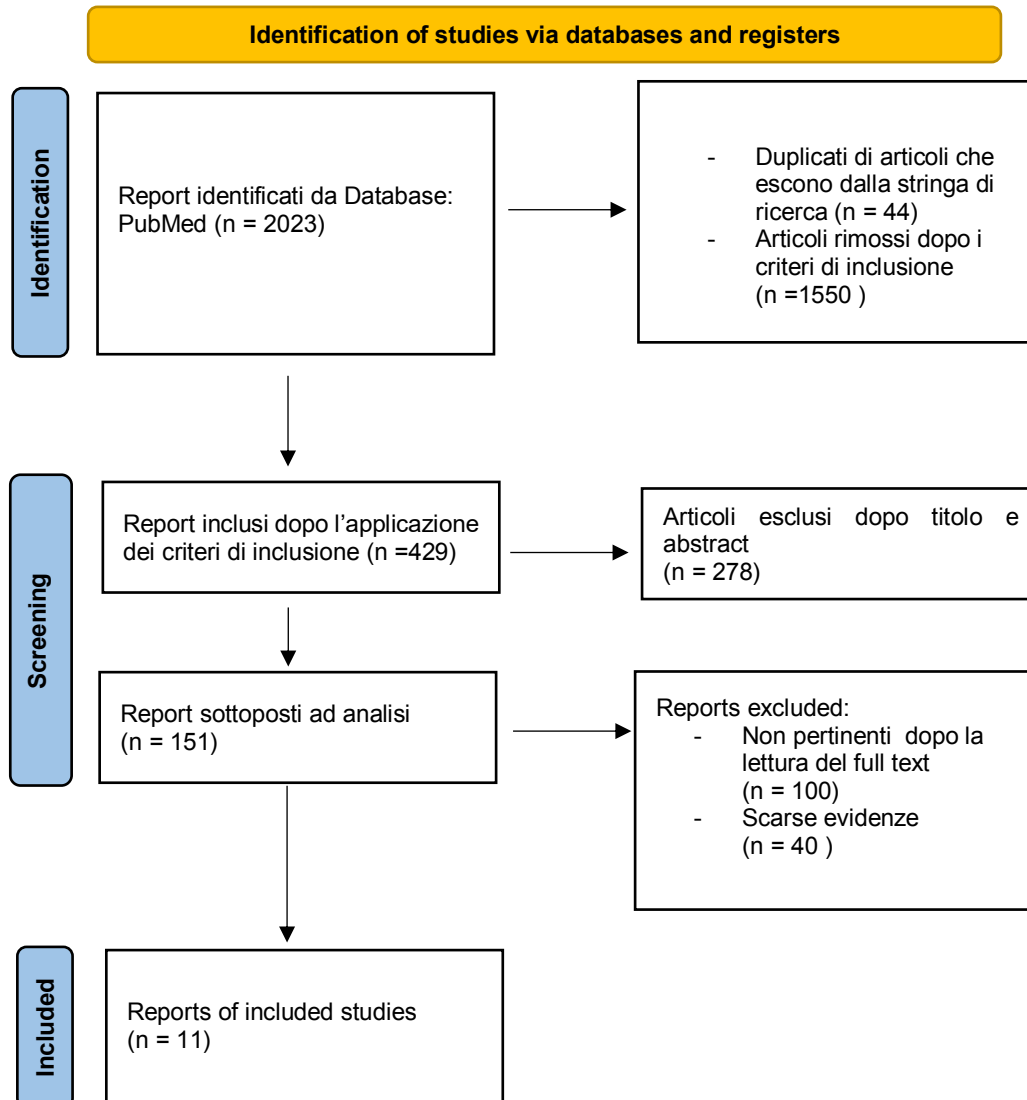 Identification of studies via databases and registers
Identification
Report identificati da Database:
PubMed (n = 2023)
- Duplicati di articoli che
escono dalla stringa di
ricerca (n = 44)
- Articoli rimossi dopo i
criteri di inclusione
(n =1550 )
Screening
Report inclusi dopo l’applicazione
dei criteri di inclusione (n =429)
Articoli esclusi dopo titolo e
abstract
(n = 278)
Report sottoposti ad analisi
(n = 151)
Reports excluded:
- Non pertinenti dopo la
lettura del full text
(n = 100)
- Scarse evidenze
(n = 40 )
Included
Reports of included studies
(n = 11)